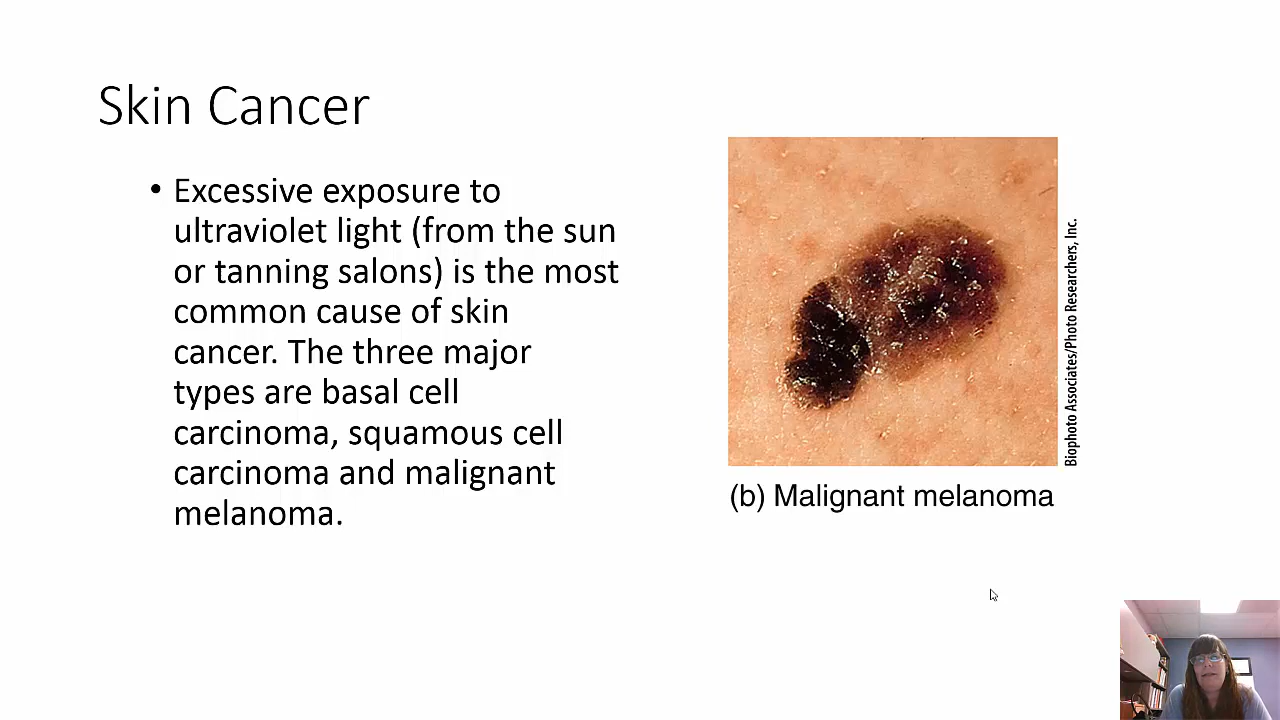 Skin Cancer
• Excessive exposure to
ultraviolet light (from the sun
or tanning salons) is the most
common cause of skin
cancer. The three major
types are basal cell
carcinoma, squamous cell
carcinoma and malignant
melanoma.
Biophoto Associates/Photo Researchers, Inc.
(b) Malignant melanoma